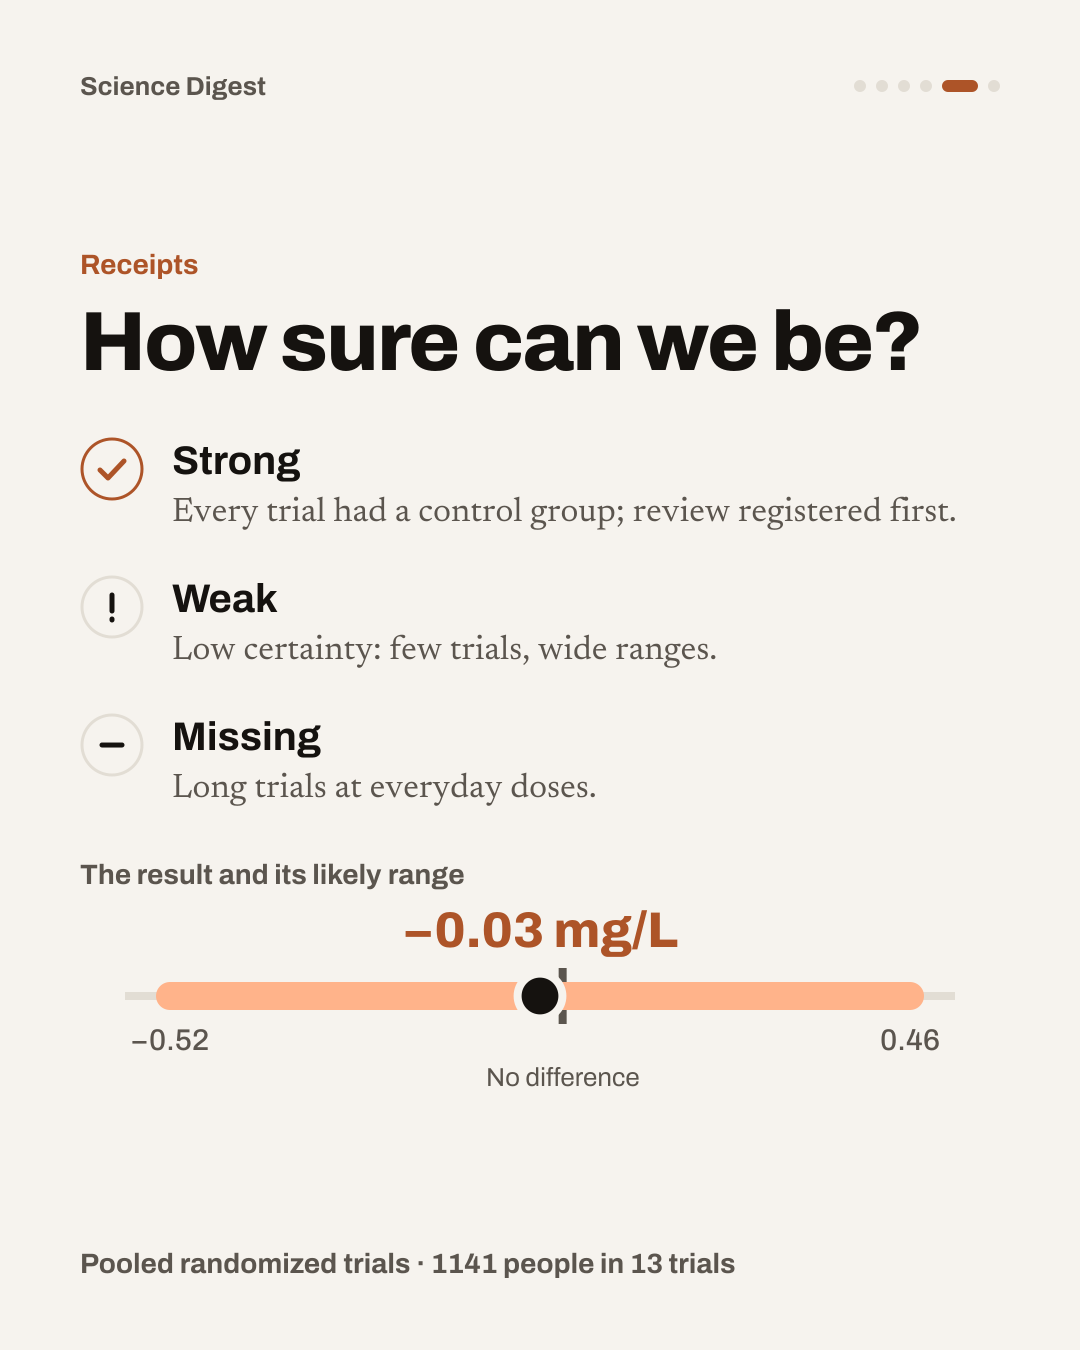 Science Digest
Receipts
How sure can we be?
Strong
Every trial had a control group; review registered first.
Weak
Low certainty: few trials, wide ranges.
Missing
Long trials at everyday doses.
The result and its likely range
−0.03 mg/L
−0.52
0.46
No difference
Pooled randomized trials · 1141 people in 13 trials